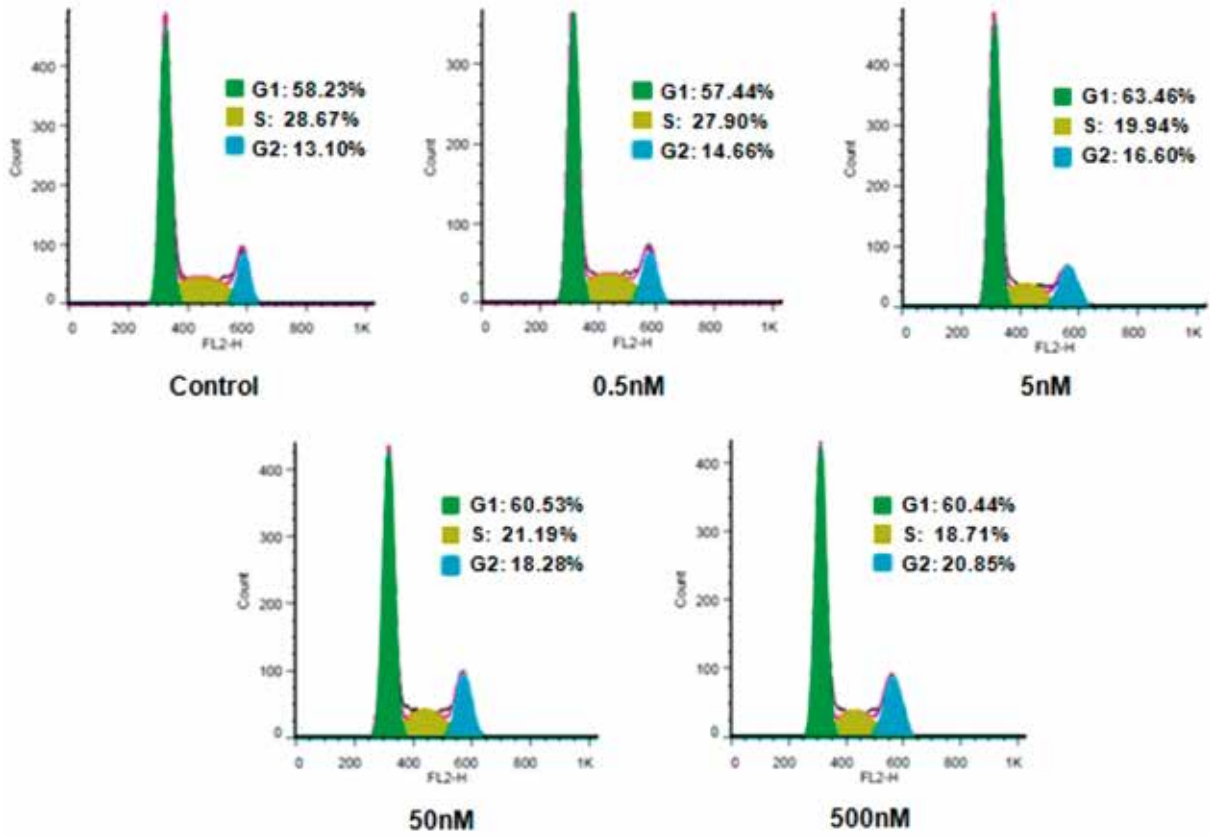 400
300
200
100
0
Count
G1: 58.23%
S: 28.67%
G2: 13.10%
0 200 400 600 800 1K
FL2-H
Control
300
200
100
0
Count
G1: 57.44%
S: 27.90%
G2: 14.66%
0 200 400 600 800 1K
FL2-H
0.5nM
400
300
200
100
0
Count
G1: 63.46%
S: 19.94%
G2: 16.60%
0 200 400 600 800 1K
FL2-H
5nM
400
300
200
100
0
Count
G1: 60.53%
S: 21.19%
G2: 18.28%
0 200 400 600 800 1K
FL2-H
50nM
400
300
200
100
0
Count
G1: 60.44%
S: 18.71%
G2: 20.85%
0 200 400 600 800 1K
FL2-H
500nM